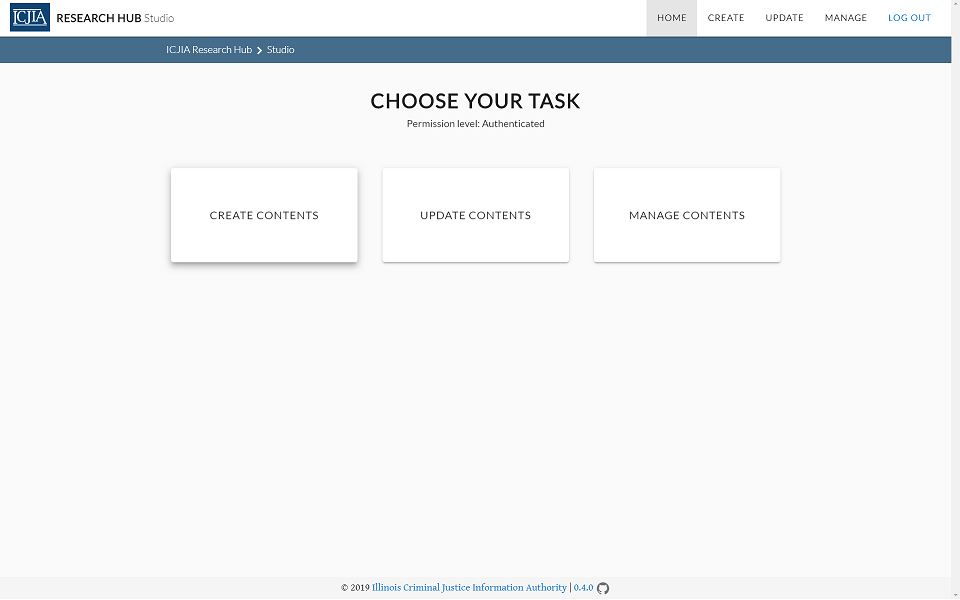 ICJIA RESEARCH HUB Studio HOME CREATE UPDATE MANAGE LOG OUT
ICJIA Research Hub Studio
CHOOSE YOUR TASK
Permission level: Authenticated
CREATE CONTENTS UPDATE CONTENTS MANAGE CONTENTS
© 2019 Illinois Criminal Justice Information Authority | 0.4.0